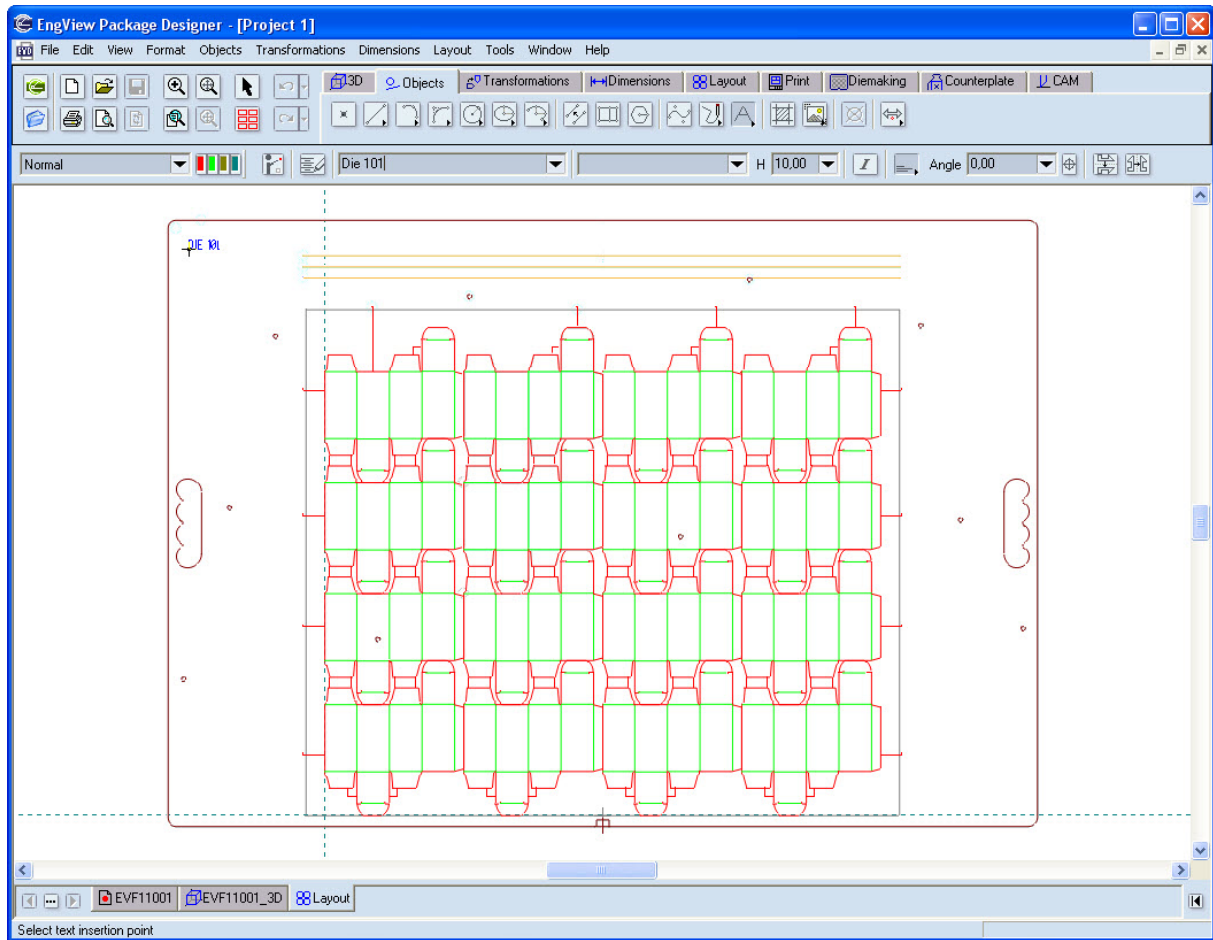 EngView Package Designer - [Project 1]
File Edit View Format Objects Transformations Dimensions Layout Tools Window Help
3D Objects Transformations Dimensions Layout Print Diemaking Counterplate CAM
Normal Die 101 H 10,00 I Angle 0,00
DIE 101
EVF11001 EVF11001_3D Layout
Select text insertion point